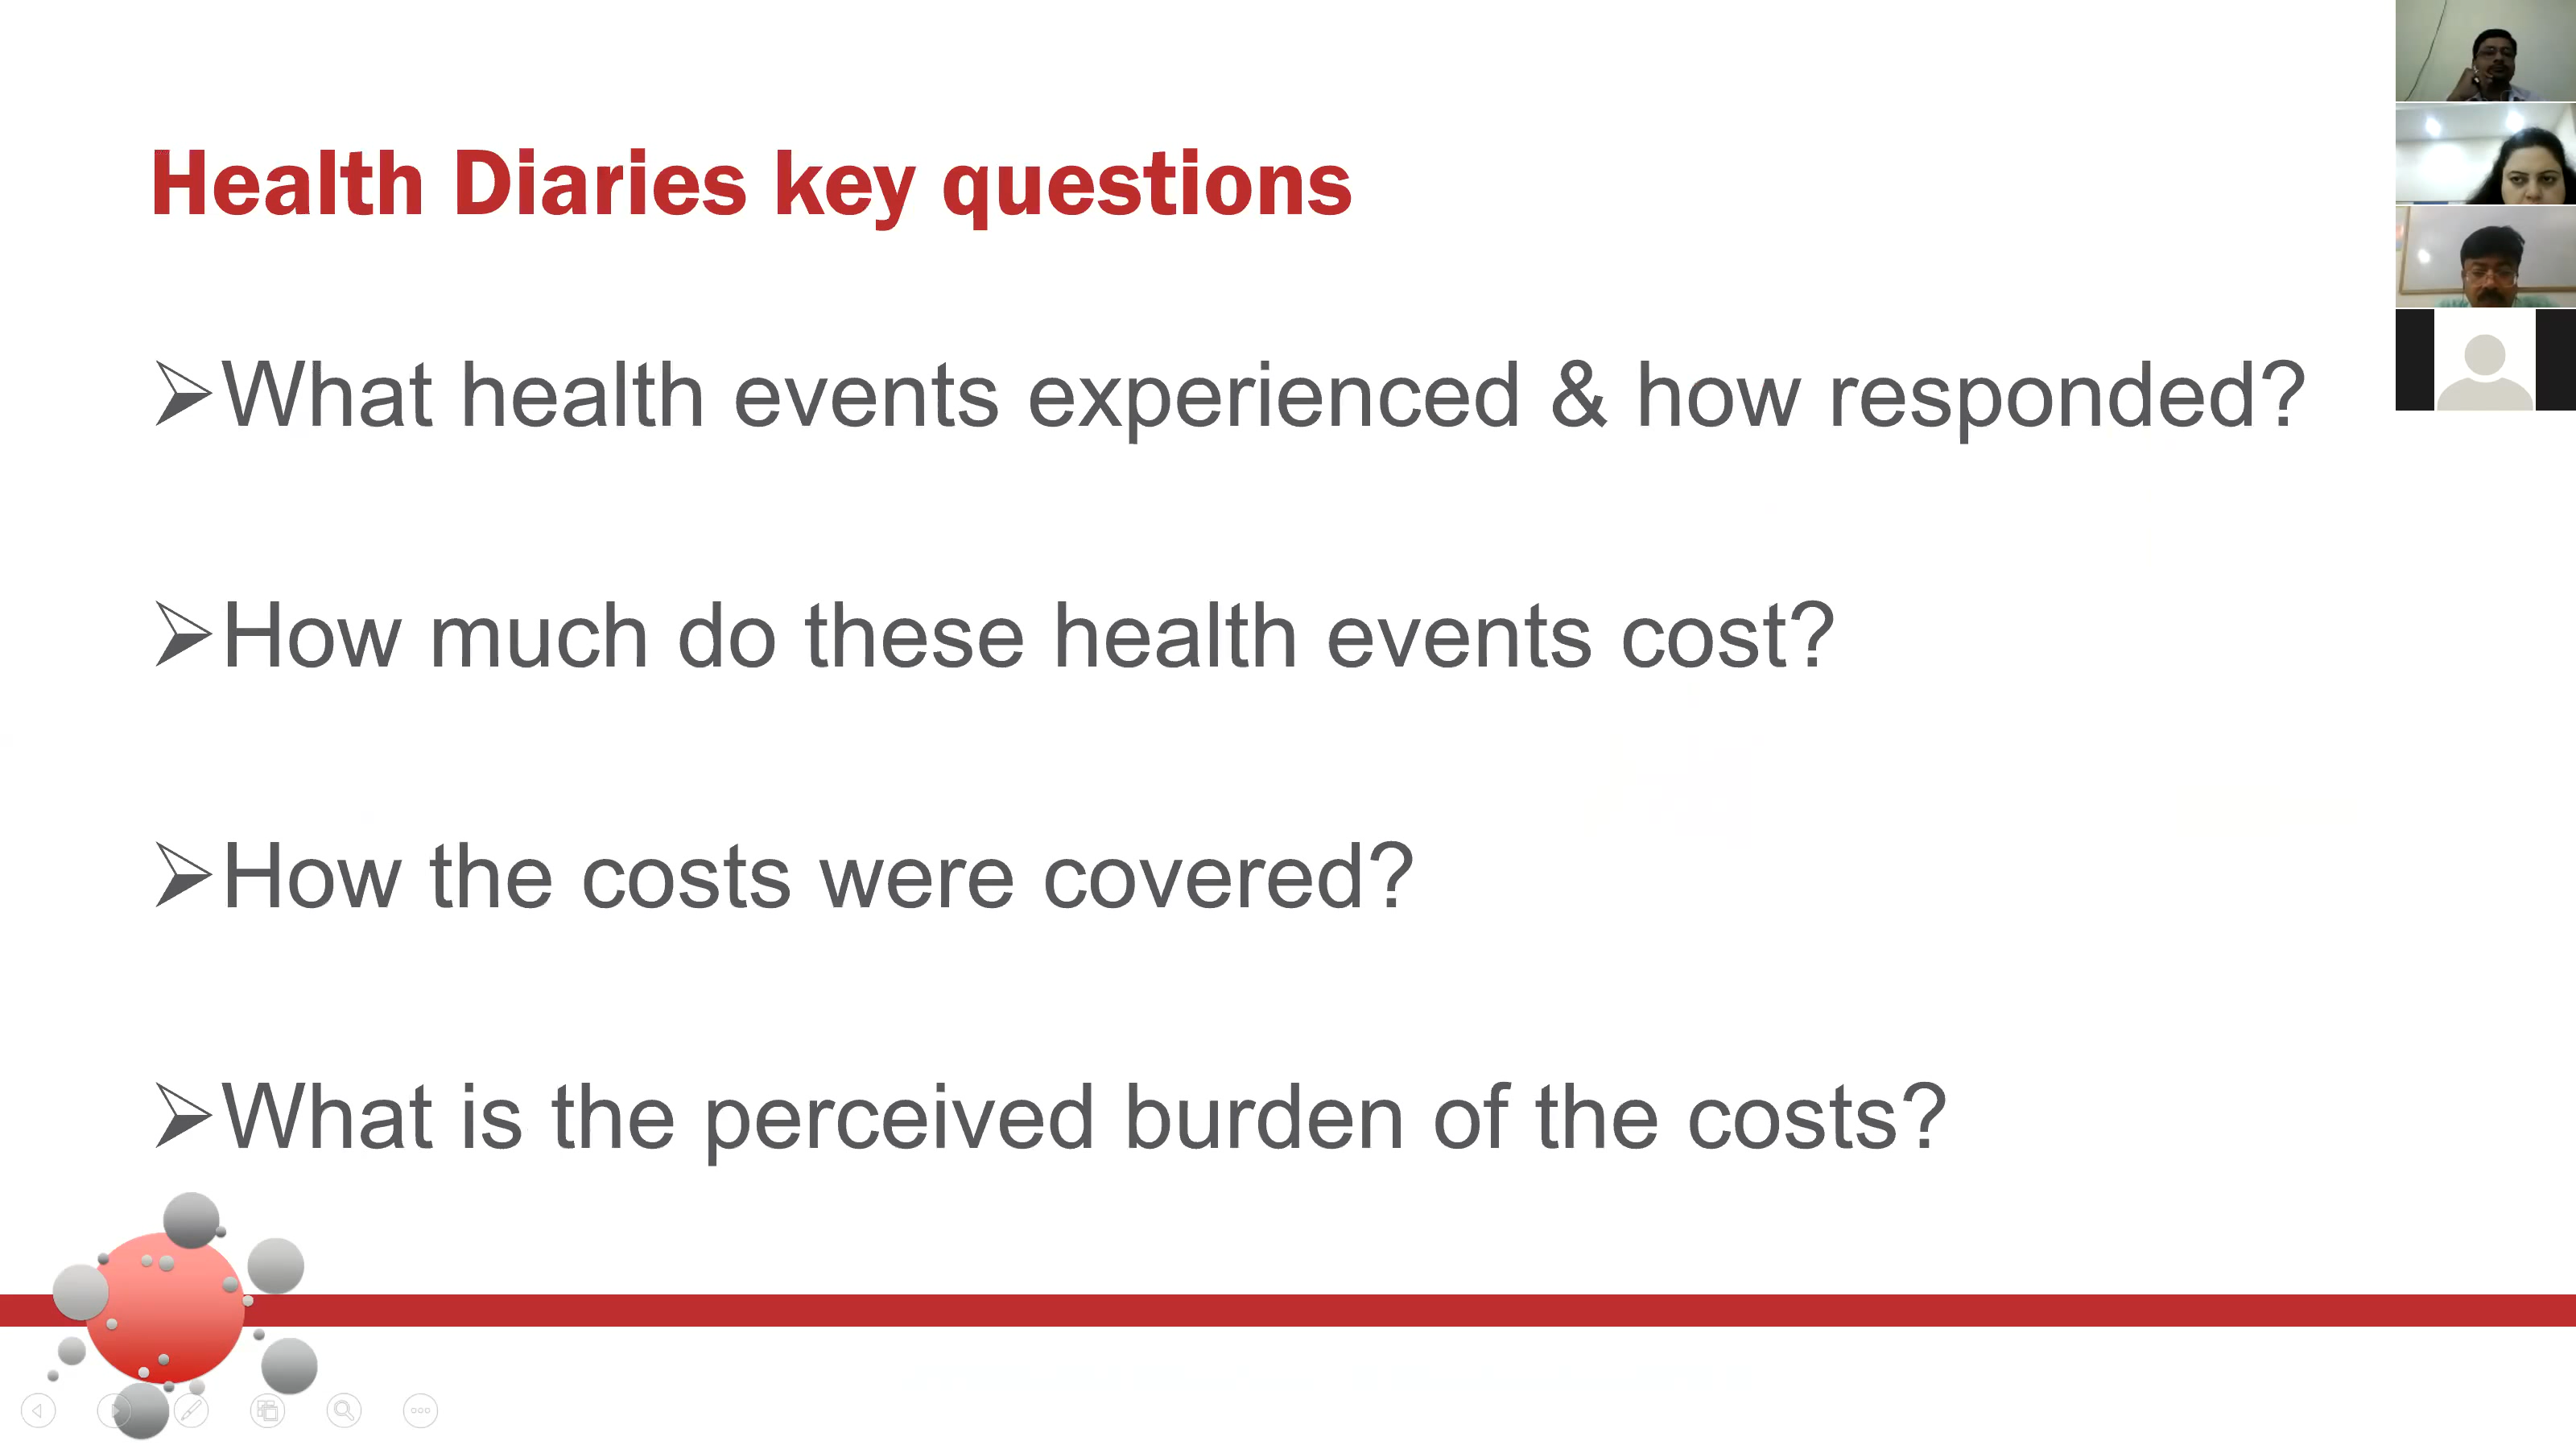 Health Diaries key questions
What health events experienced & how responded?
How much do these health events cost?
How the costs were covered?
What is the perceived burden of the costs?